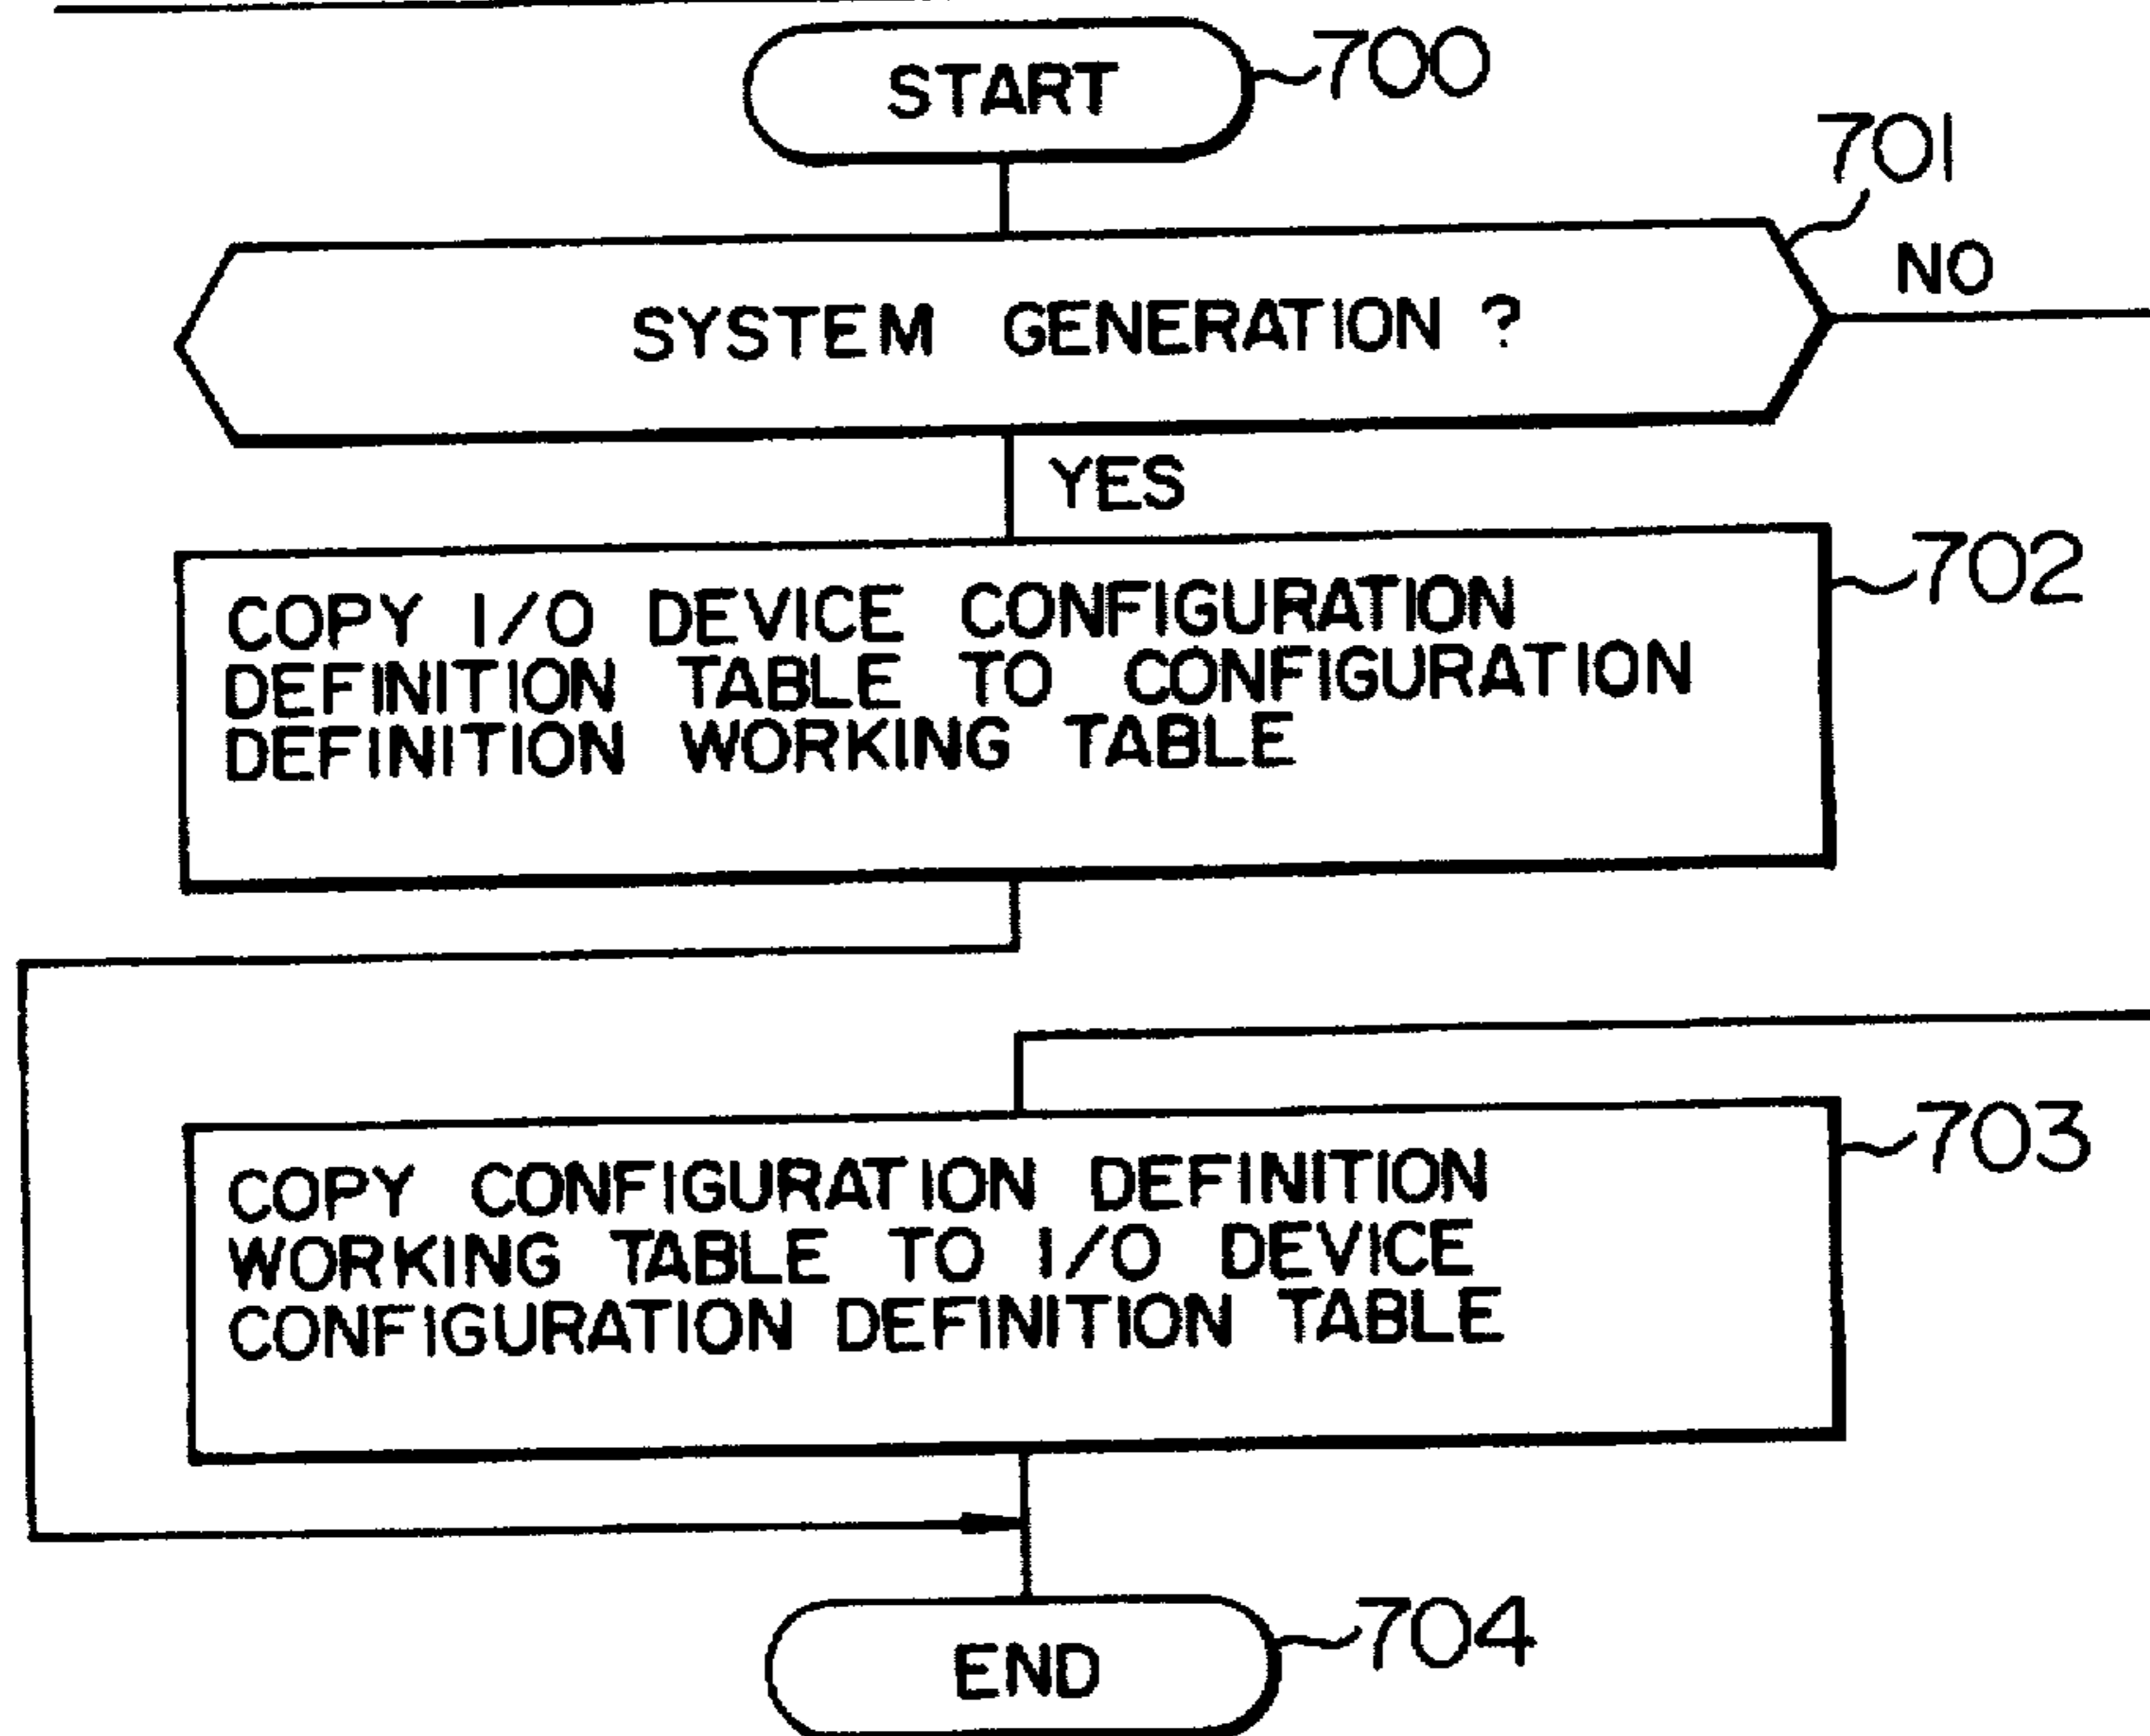 START
700
701
SYSTEM GENERATION ?
NO
YES
702
COPY I/O DEVICE CONFIGURATION
DEFINITION TABLE TO CONFIGURATION
DEFINITION WORKING TABLE
703
COPY CONFIGURATION DEFINITION
WORKING TABLE TO I/O DEVICE
CONFIGURATION DEFINITION TABLE
END
704